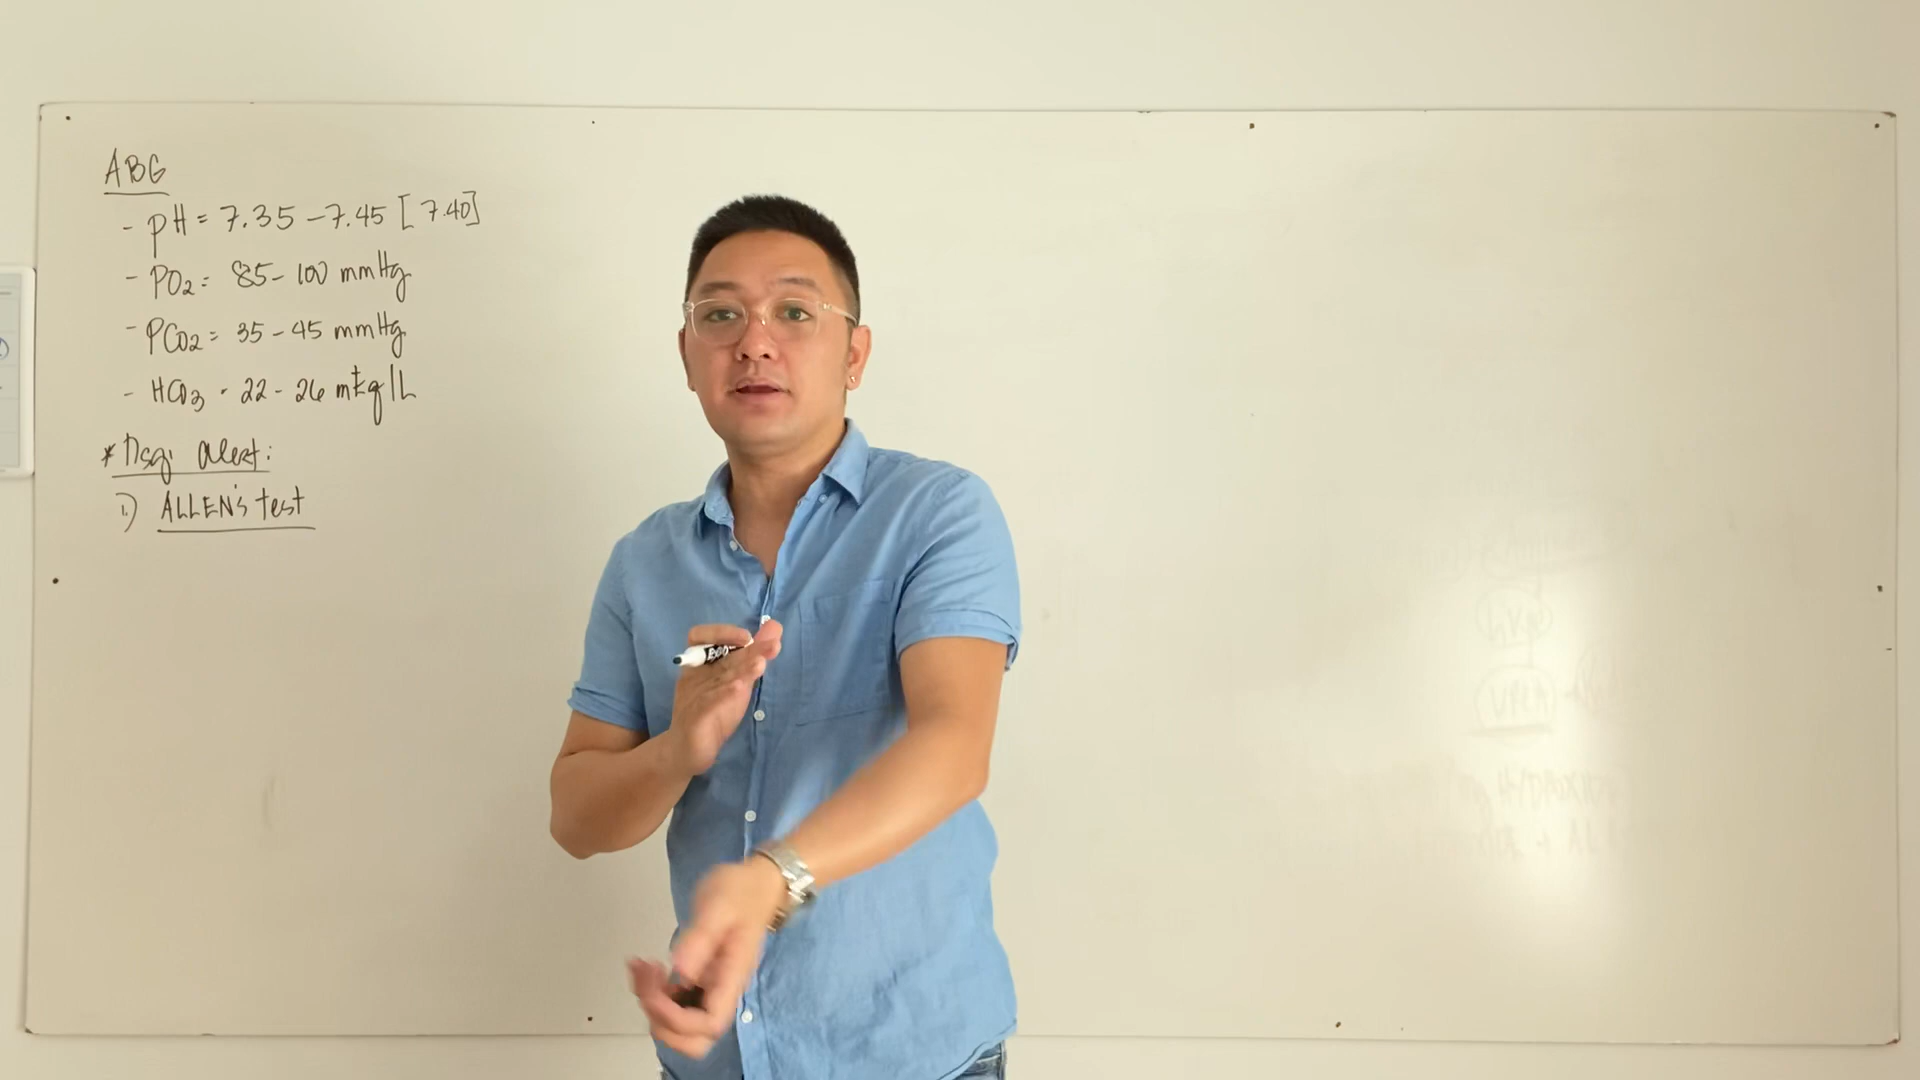 ABG
- pH = 7.35 - 7.45 [7.40]
- PO2 = 85 - 100 mmHg
- PCO2 = 35 - 45 mmHg
- HCO3 = 22 - 26 mEq/L
* Nsg. alert:
1) ALLEN's test